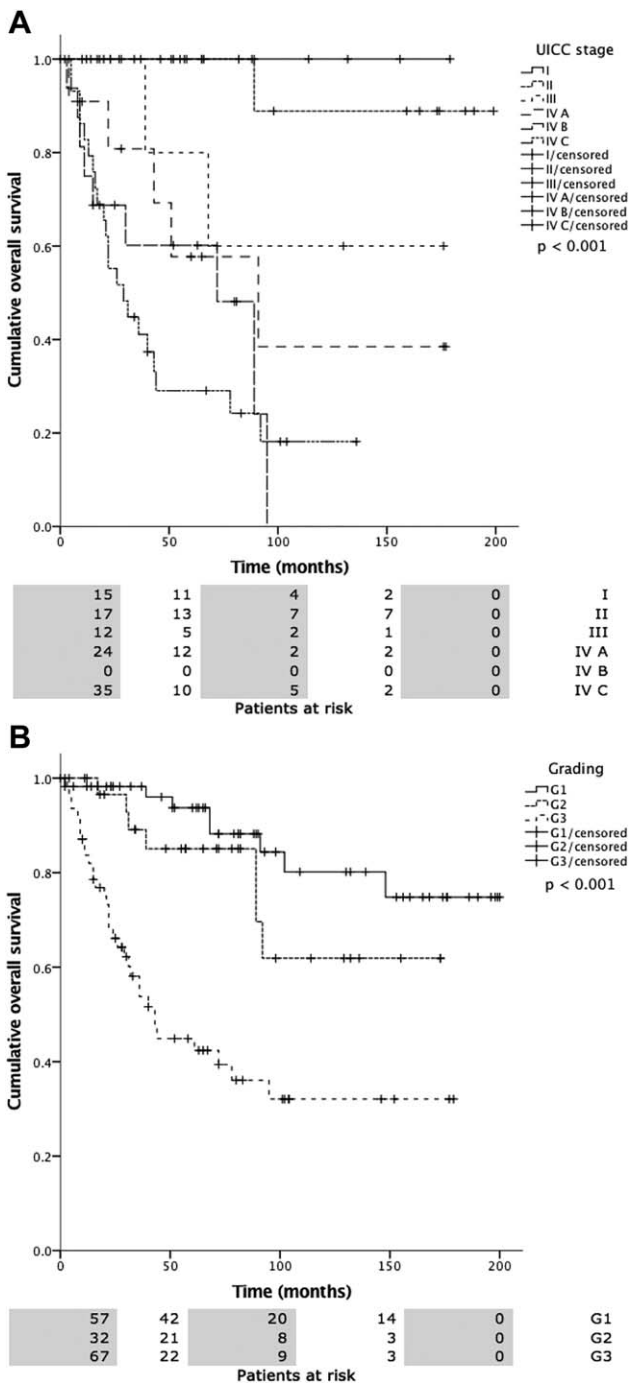 A
UICC stage
I
II
III
IV A
IV B
IV C
I/censored
II/censored
III/censored
IV A/censored
IV B/censored
IV C/censored
p < 0.001
Cumulative overall survival
1.0
0.8
0.6
0.4
0.2
0.0
0 50 100 150 200
Time (months)
15 11 4 2 0 I
17 13 7 7 0 II
12 5 2 1 0 III
24 12 2 2 0 IV A
0 0 0 0 0 IV B
35 10 5 2 0 IV C
Patients at risk
B
Grading
G1
G2
G3
G1/censored
G2/censored
G3/censored
p < 0.001
Cumulative overall survival
1.0
0.8
0.6
0.4
0.2
0.0
0 50 100 150 200
Time (months)
57 42 20 14 0 G1
32 21 8 3 0 G2
67 22 9 3 0 G3
Patients at risk